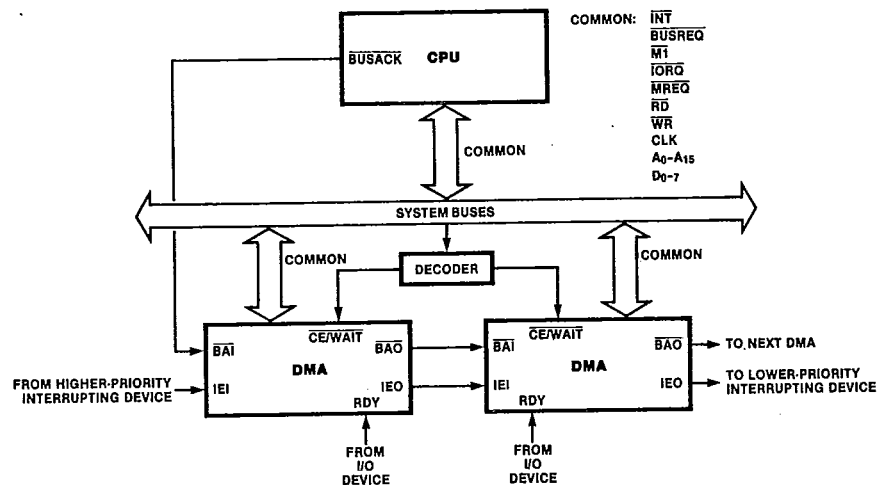 COMMON: INT
BUSREQ
M1
IORQ
MREQ
RD
WR
CLK
A0-A15
D0-7
BUSACK CPU
COMMON
SYSTEM BUSES
COMMON
DECODER
COMMON
BAI
CE/WAIT
BAO
DMA
IEI
IEO
RDY
BAI
CE/WAIT
BAO
DMA
IEI
IEO
RDY
TO NEXT DMA
FROM HIGHER-PRIORITY
INTERRUPTING DEVICE
TO LOWER-PRIORITY
INTERRUPTING DEVICE
FROM
I/O
DEVICE
FROM
I/O
DEVICE